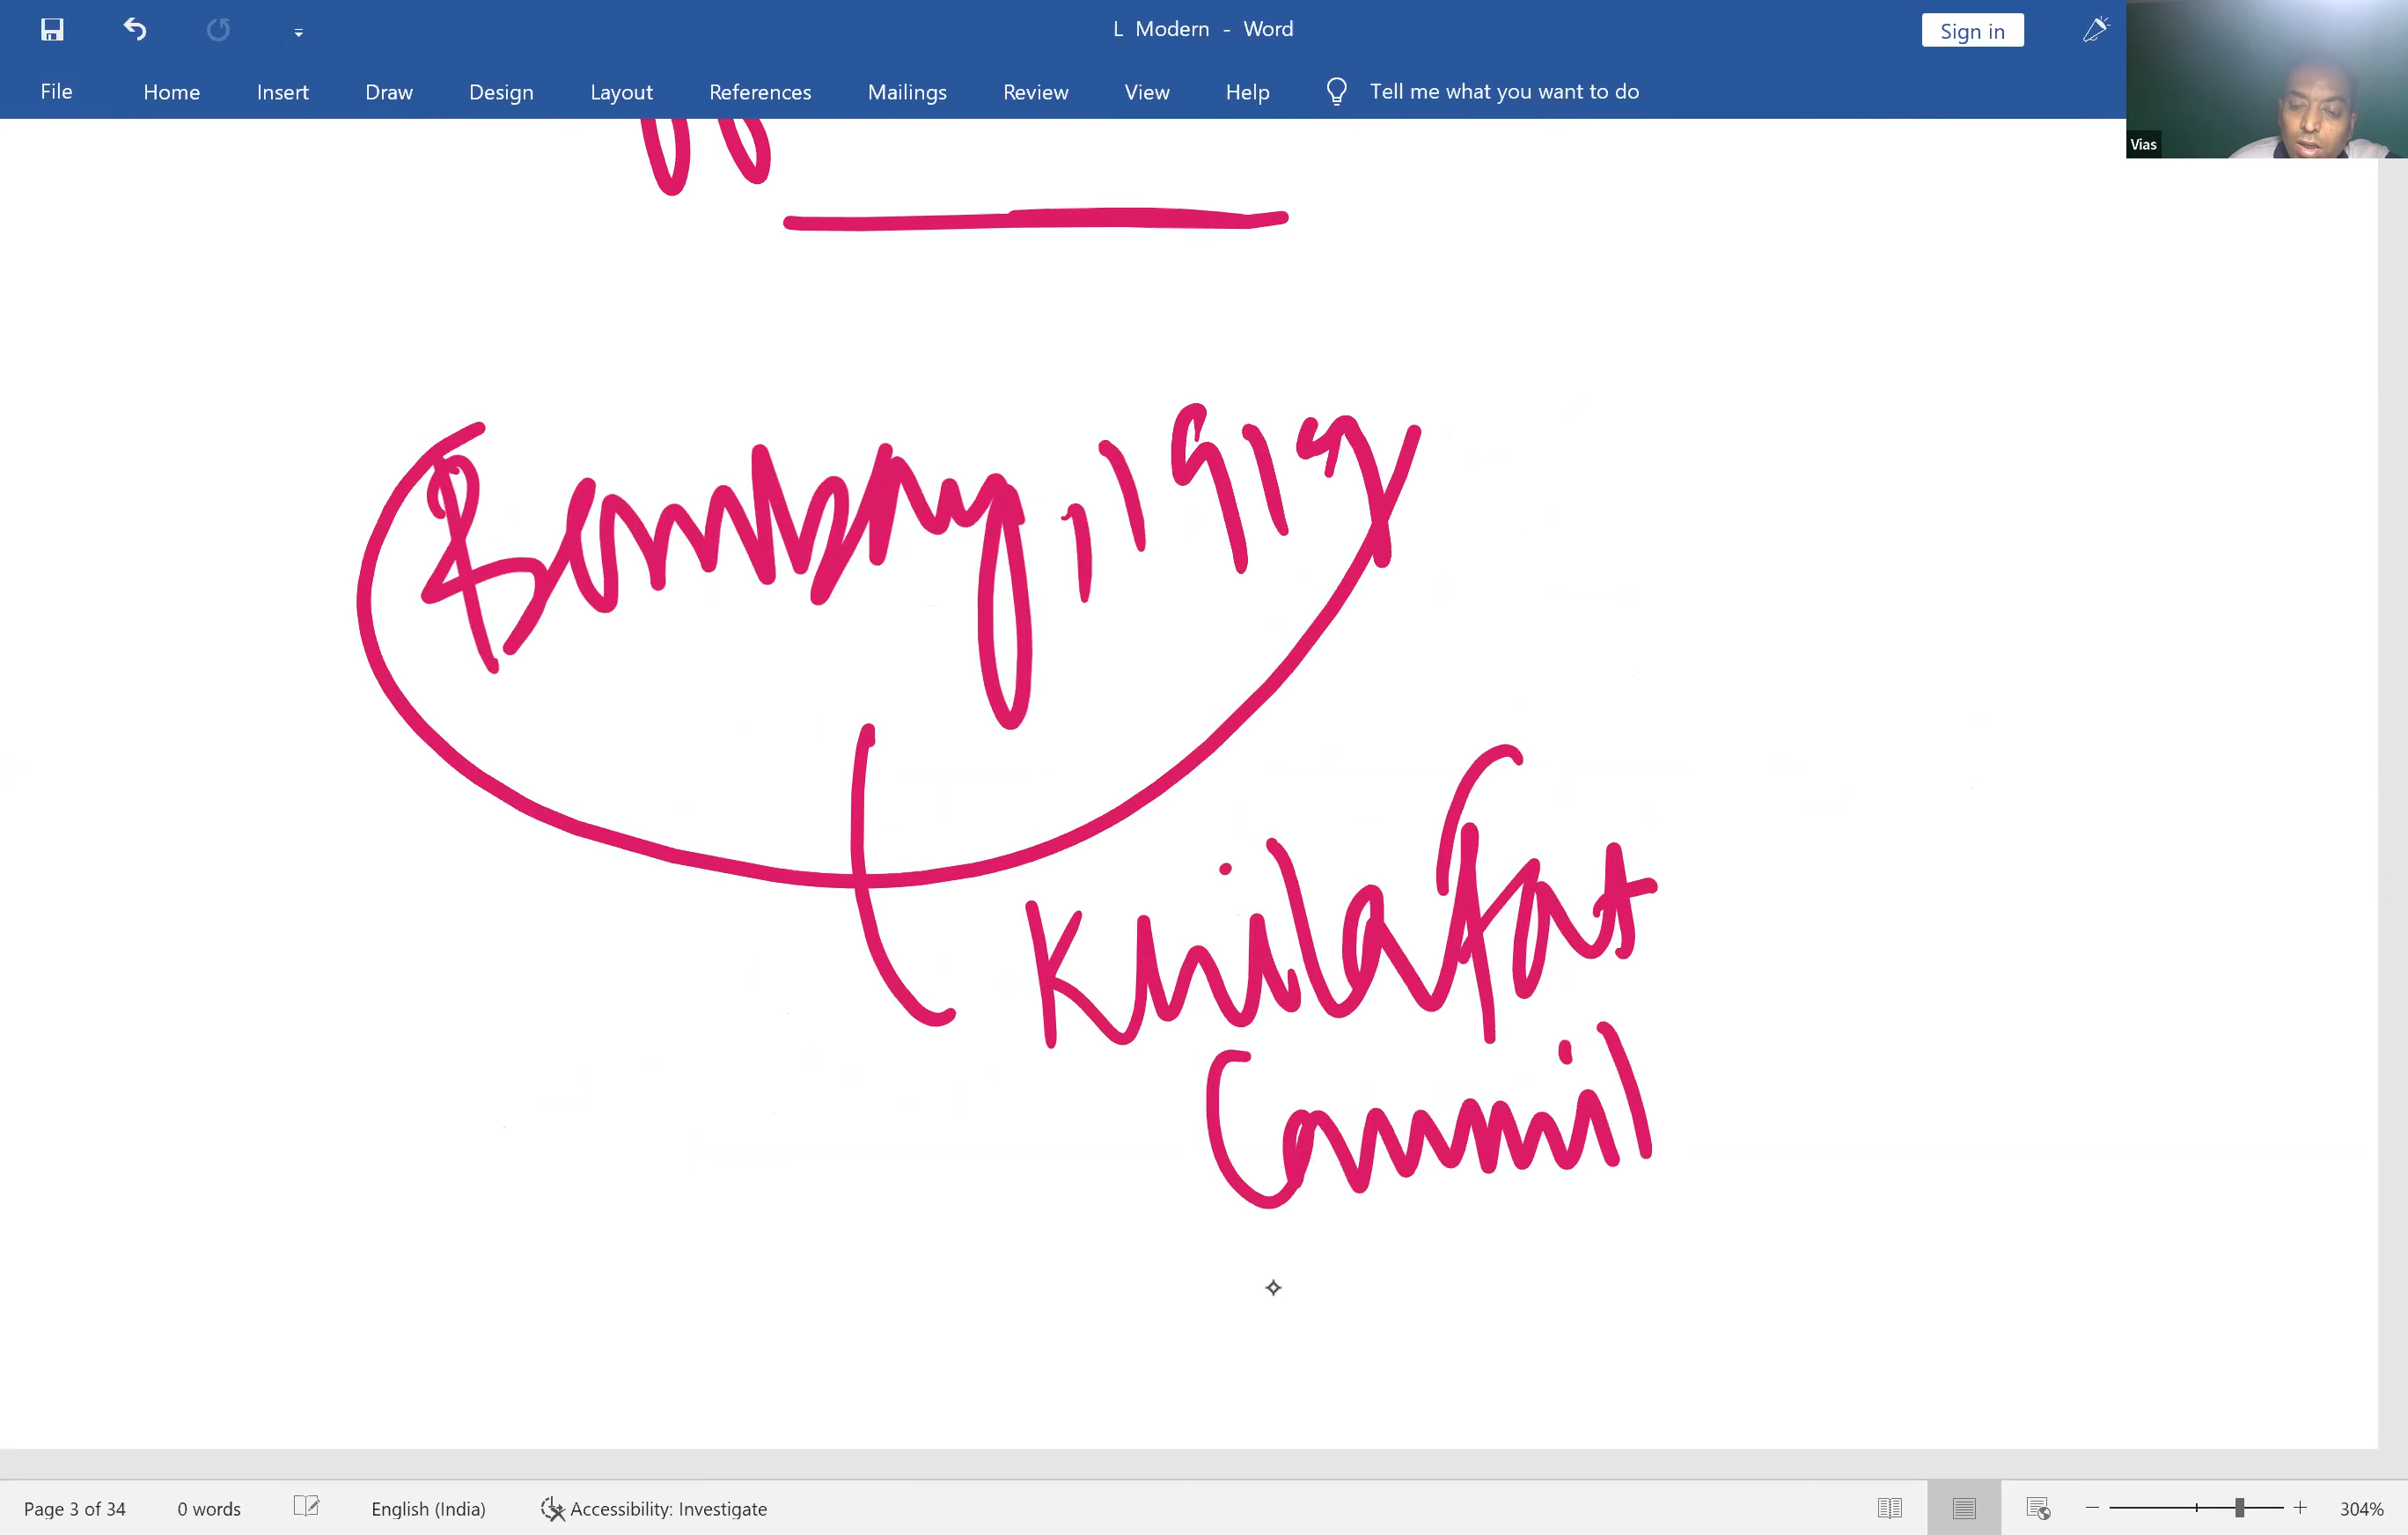 L Modern - Word
Sign in
File Home Insert Draw Design Layout References Mailings Review View Help Tell me what you want to do
Vias
Bombay, 1919
Khilafat
Council
Page 3 of 34 0 words English (India) Accessibility: Investigate 304%